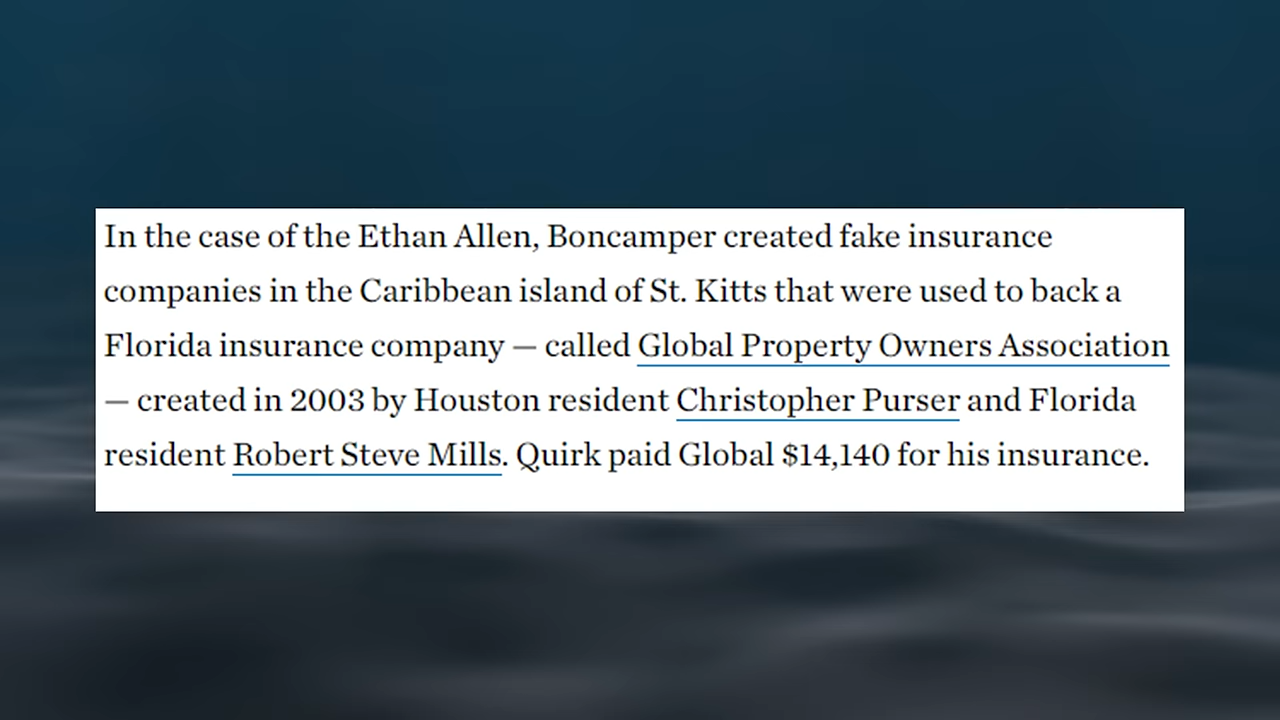 In the case of the Ethan Allen, Boncamper created fake insurance
companies in the Caribbean island of St. Kitts that were used to back a
Florida insurance company — called Global Property Owners Association
— created in 2003 by Houston resident Christopher Purser and Florida
resident Robert Steve Mills. Quirk paid Global $14,140 for his insurance.